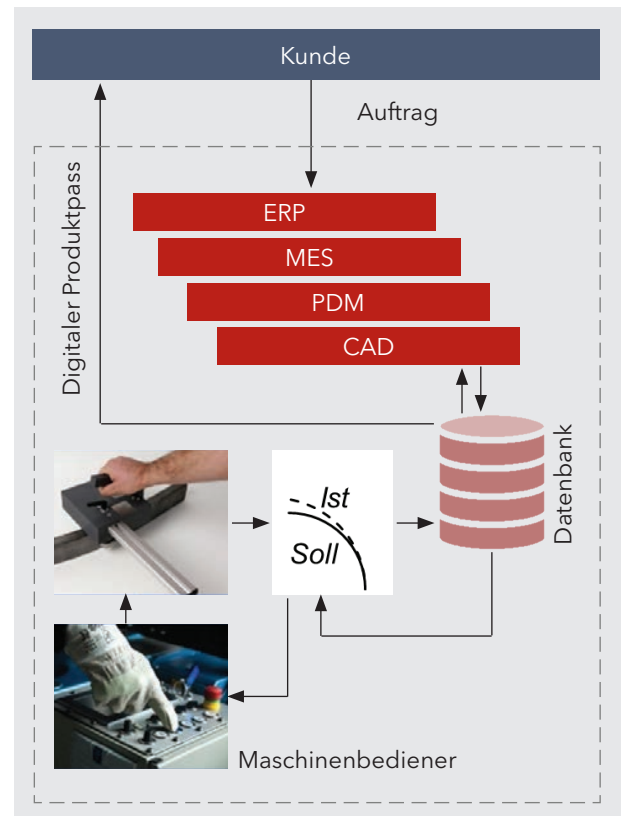 Kunde
Auftrag
Digitaler Produktpass
ERP
MES
PDM
CAD
Datenbank
Ist
Soll
Maschinenbediener